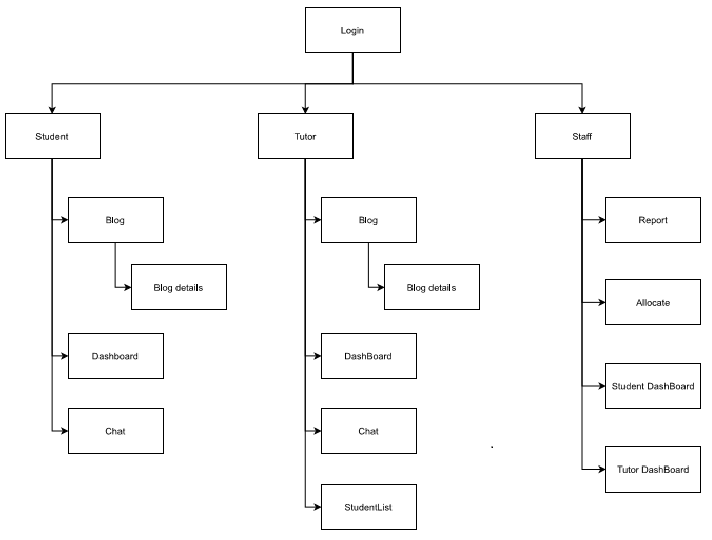 Login
Student
Tutor
Staff
Blog
Blog details
Dashboard
Chat
Blog
Blog details
DashBoard
Chat
StudentList
Report
Allocate
Student DashBoard
Tutor DashBoard